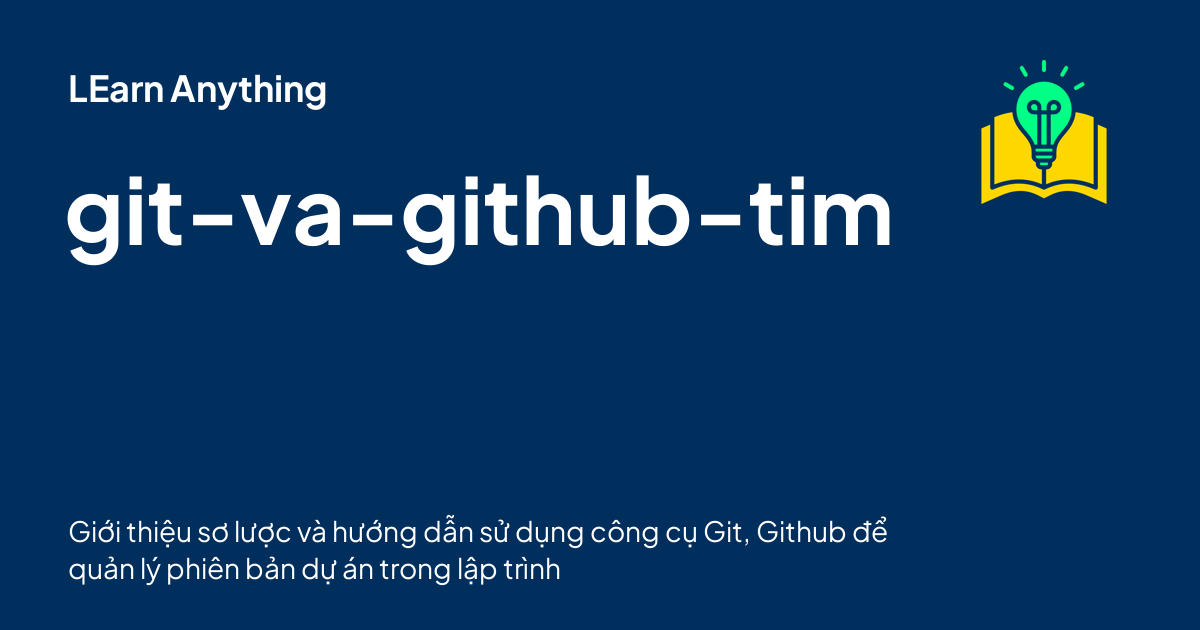 LEarn Anything
git-va-github-tim
Giới thiệu sơ lược và hướng dẫn sử dụng công cụ Git, Github để
quản lý phiên bản dự án trong lập trình